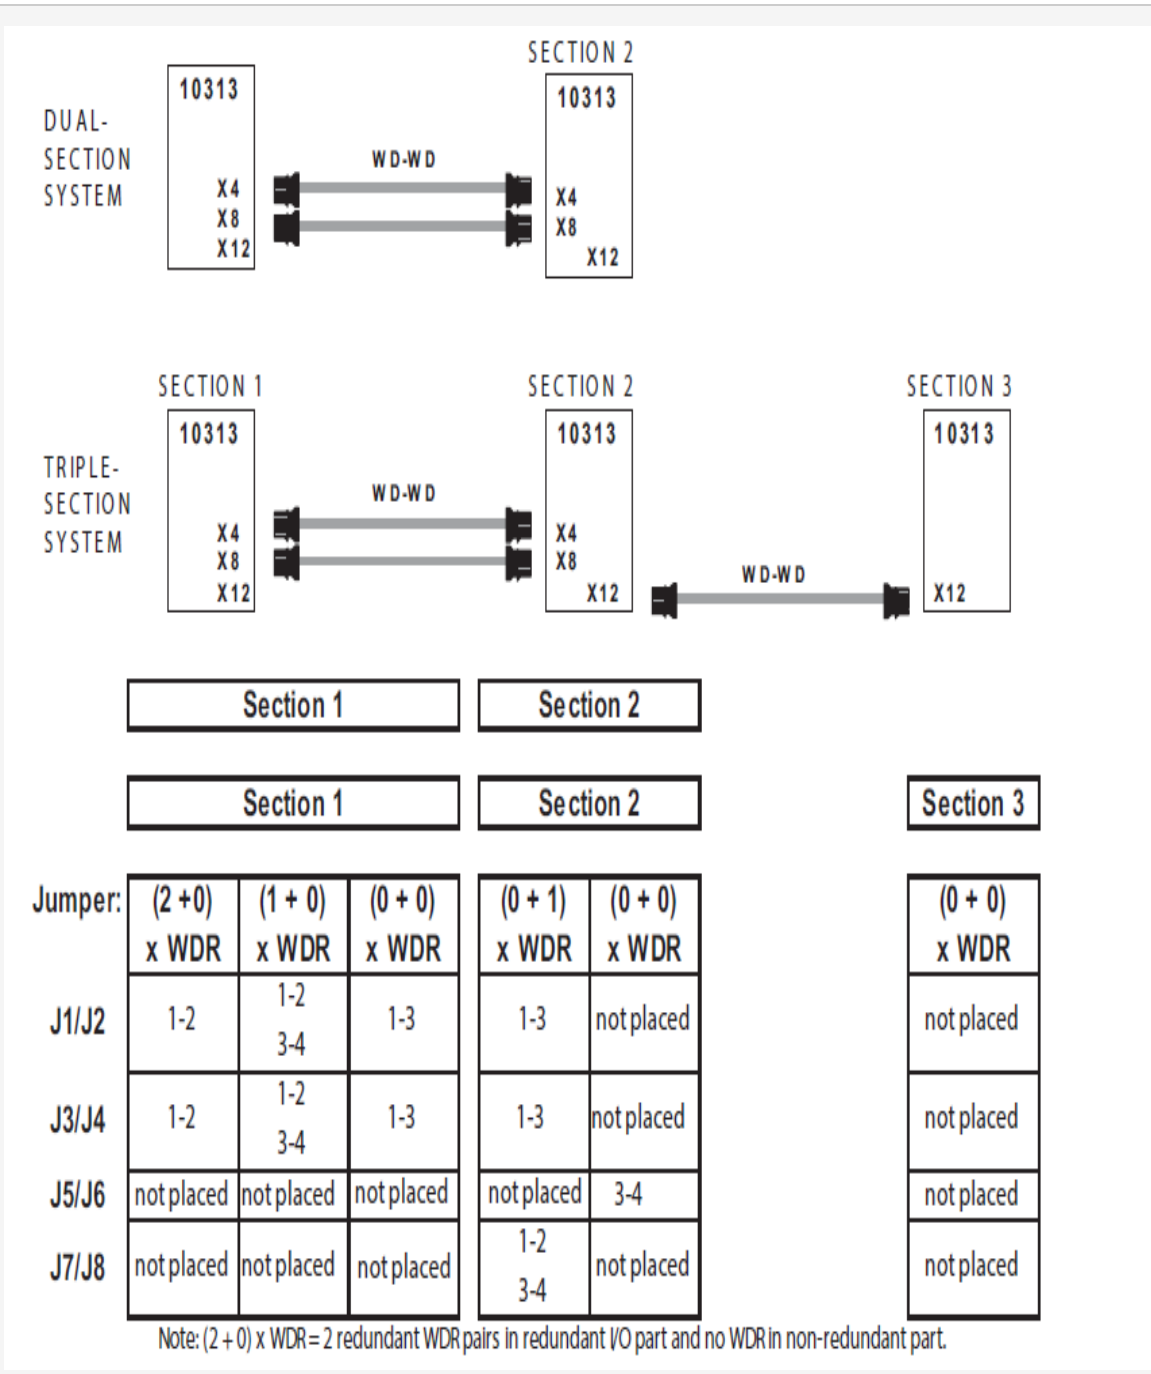 SECTION 2
10313
10313
DUAL-
SECTION
SYSTEM
WD-WD
X4
X8
X12
X4
X8
X12
SECTION 1
SECTION 2
SECTION 3
10313
10313
10313
TRIPLE-
SECTION
SYSTEM
WD-WD
X4
X8
X12
X4
X8
X12
WD-WD
X12
Section 1
Section 2
Section 1
Section 2
Section 3
Jumper: (2 +0) x WDR (1 + 0) x WDR (0 + 0) x WDR (0 + 1) x WDR (0 + 0) x WDR (0 + 0) x WDR
J1/J2 1-2 1-2 3-4 1-3 1-3 not placed not placed
J3/J4 1-2 1-2 3-4 1-3 1-3 not placed not placed
J5/J6 not placed not placed not placed not placed 3-4 not placed
J7/J8 not placed not placed not placed 1-2 3-4 not placed not placed
Note: (2 + 0) x WDR = 2 redundant WDR pairs in redundant I/O part and no WDR in non-redundant part.